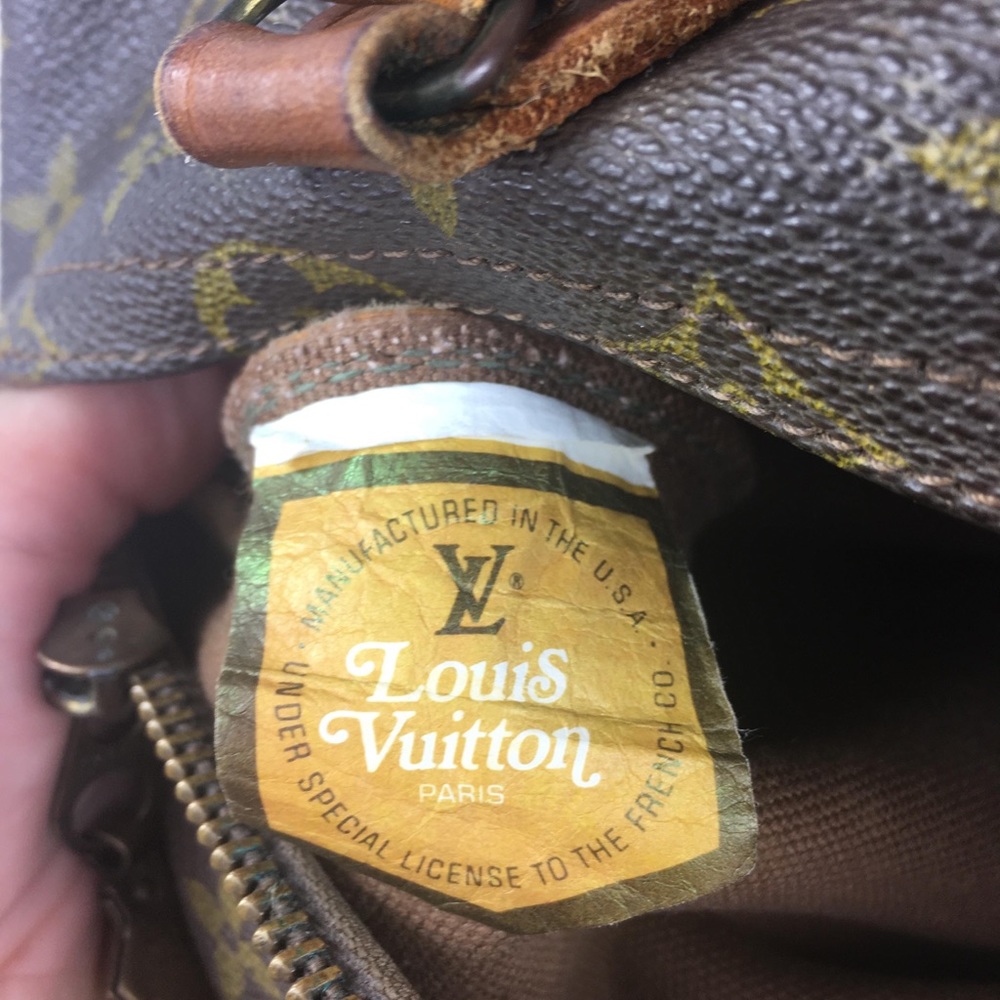 · MANUFACTURED IN THE U.S.A. ·
LV®
Louis
Vuitton
PARIS
UNDER SPECIAL LICENSE TO THE FRENCH CO.